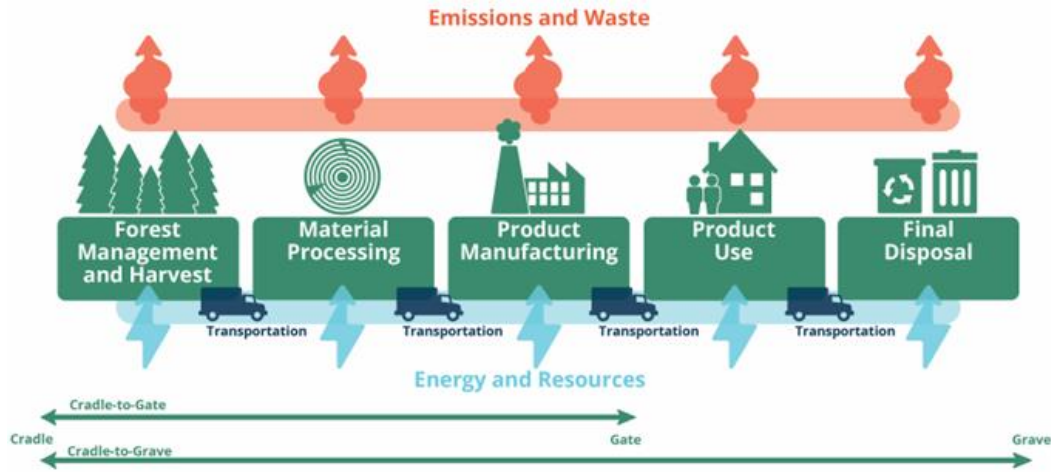 Emissions and Waste
Forest
Management
and Harvest
Material
Processing
Product
Manufacturing
Product
Use
Final
Disposal
Transportation
Transportation
Transportation
Transportation
Energy and Resources
Cradle-to-Gate
Cradle
Gate
Grave
Cradle-to-Grave